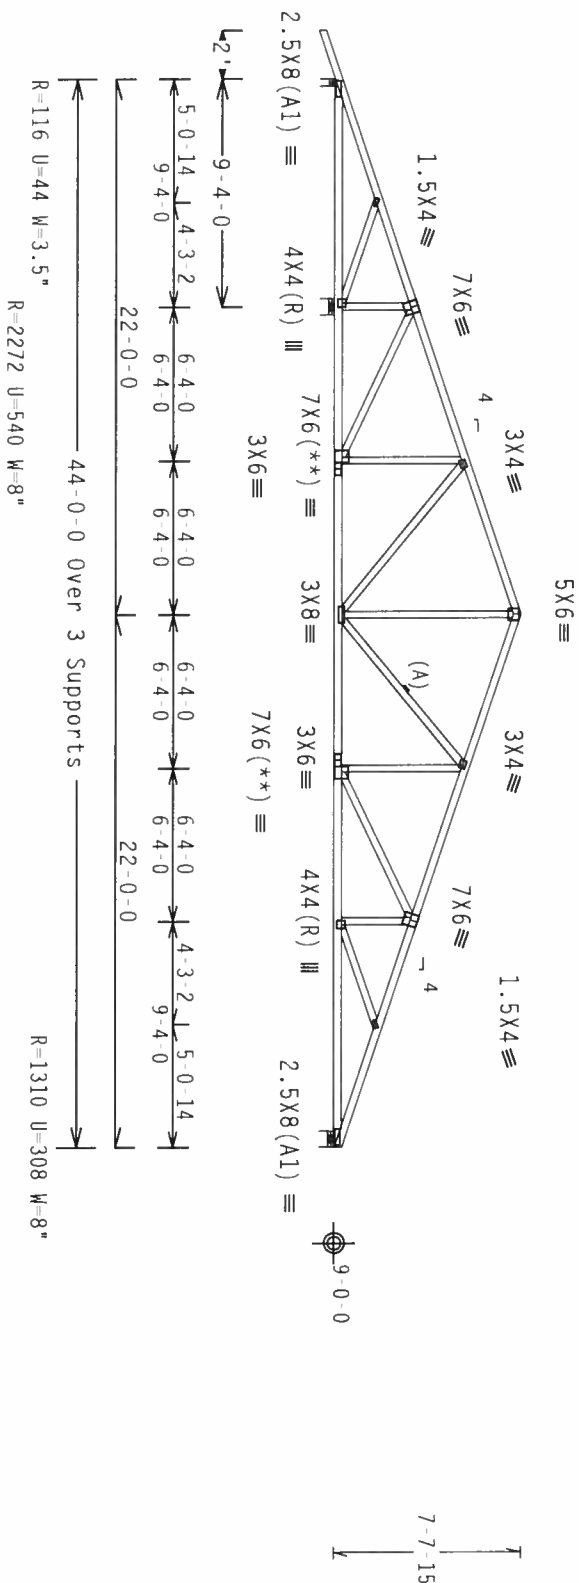 5X6≡
3X4≡
3X4≡
7X6≡
7X6≡
1.5X4≡
1.5X4≡
4
4
(A)
2.5X8(A1) ≡
4X4(R) ≡
7X6(**) ≡
3X6≡
3X8≡
3X6≡
7X6(**) ≡
4X4(R) ≡
2.5X8(A1) ≡
9-0-0
7-7-15
2'
9-4-0
5-0-14
4-3-2
6-4-0
6-4-0
6-4-0
6-4-0
4-3-2
5-0-14
9-4-0
6-4-0
6-4-0
6-4-0
6-4-0
9-4-0
22-0-0
22-0-0
44-0-0 Over 3 Supports
R=116 U=44 W=3.5"
R=2272 U=540 W=8"
R=1310 U=308 W=8"